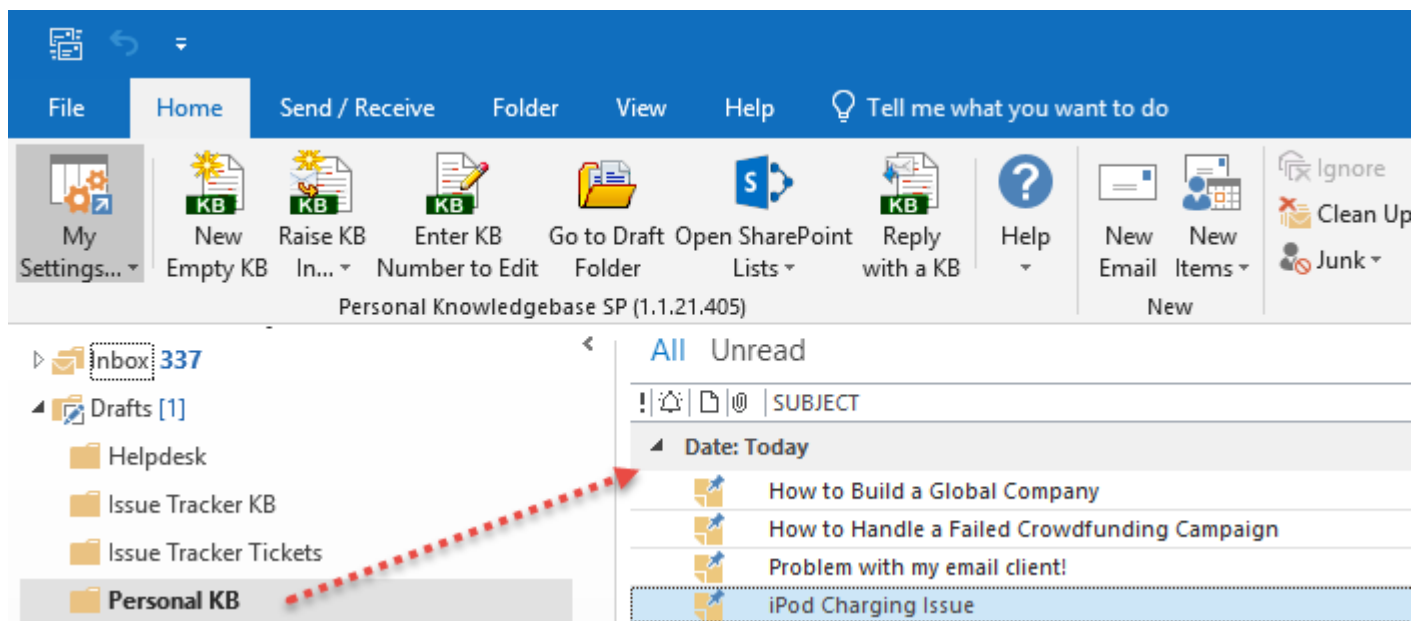 File Home Send / Receive Folder View Help Tell me what you want to do
My Settings... New Empty KB Raise KB In... Enter KB Number to Edit Go to Draft Folder Open SharePoint Lists Reply with a KB Help New Email New Items Ignore
Clean Up
Junk
KB KB KB S KB ?
Personal Knowledgebase SP (1.1.21.405) New
Inbox 337 All Unread
Drafts [1] ! SUBJECT
Helpdesk Date: Today
Issue Tracker KB How to Build a Global Company
Issue Tracker Tickets How to Handle a Failed Crowdfunding Campaign
Problem with my email client!
Personal KB iPod Charging Issue